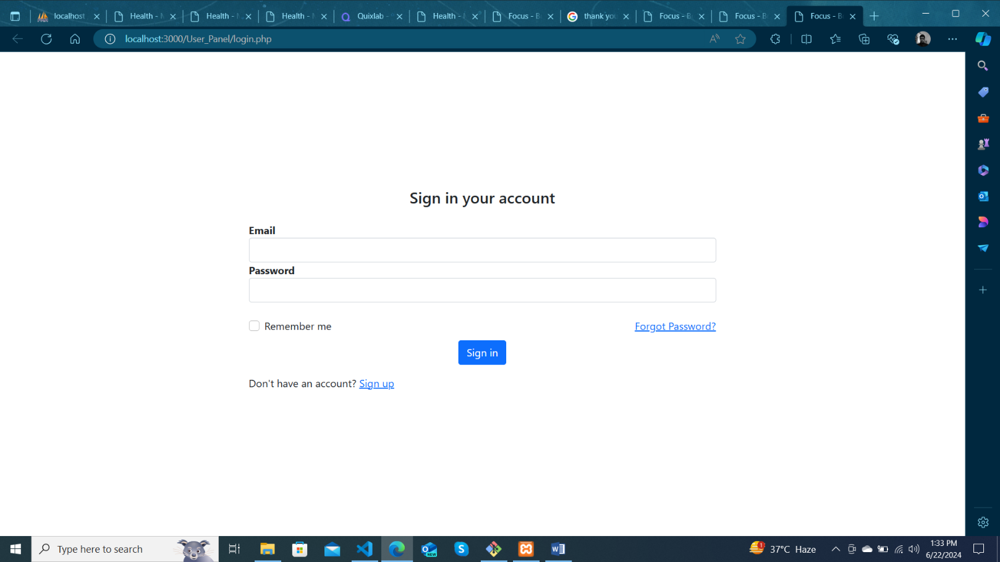 localhost
Health - M
Health - M
Health - M
Quixlab -
Health - M
Focus - B
thank you
Focus - B
Focus - B
Focus - B
localhost:3000/User_Panel/login.php
Sign in your account
Email
Password
Remember me
Forgot Password?
Sign in
Don't have an account? Sign up
Type here to search
NEW
1
37°C Haze
1:33 PM
6/22/2024